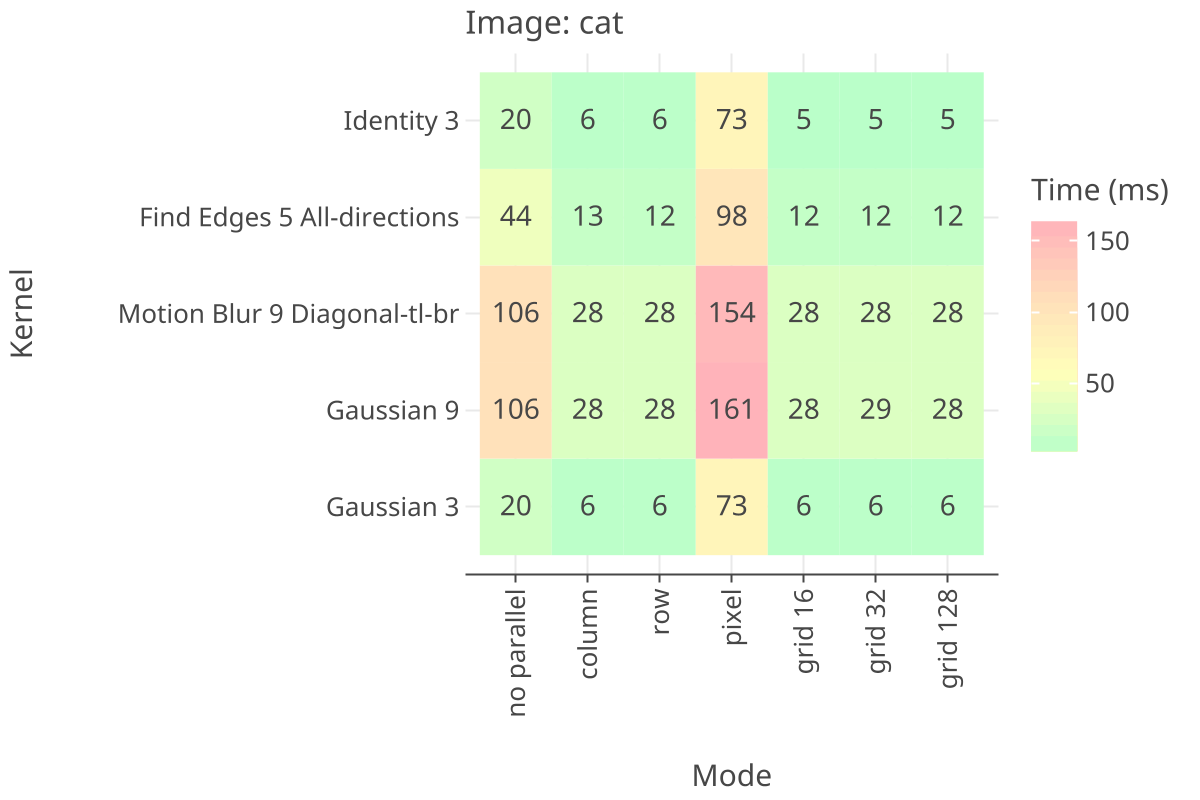 Image: cat
Kernel
Identity 3 20 6 6 73 5 5 5
Find Edges 5 All-directions 44 13 12 98 12 12 12
Motion Blur 9 Diagonal-tl-br 106 28 28 154 28 28 28
Gaussian 9 106 28 28 161 28 29 28
Gaussian 3 20 6 6 73 6 6 6
no parallel
column
row
pixel
grid 16
grid 32
grid 128
Mode
Time (ms)
150
100
50